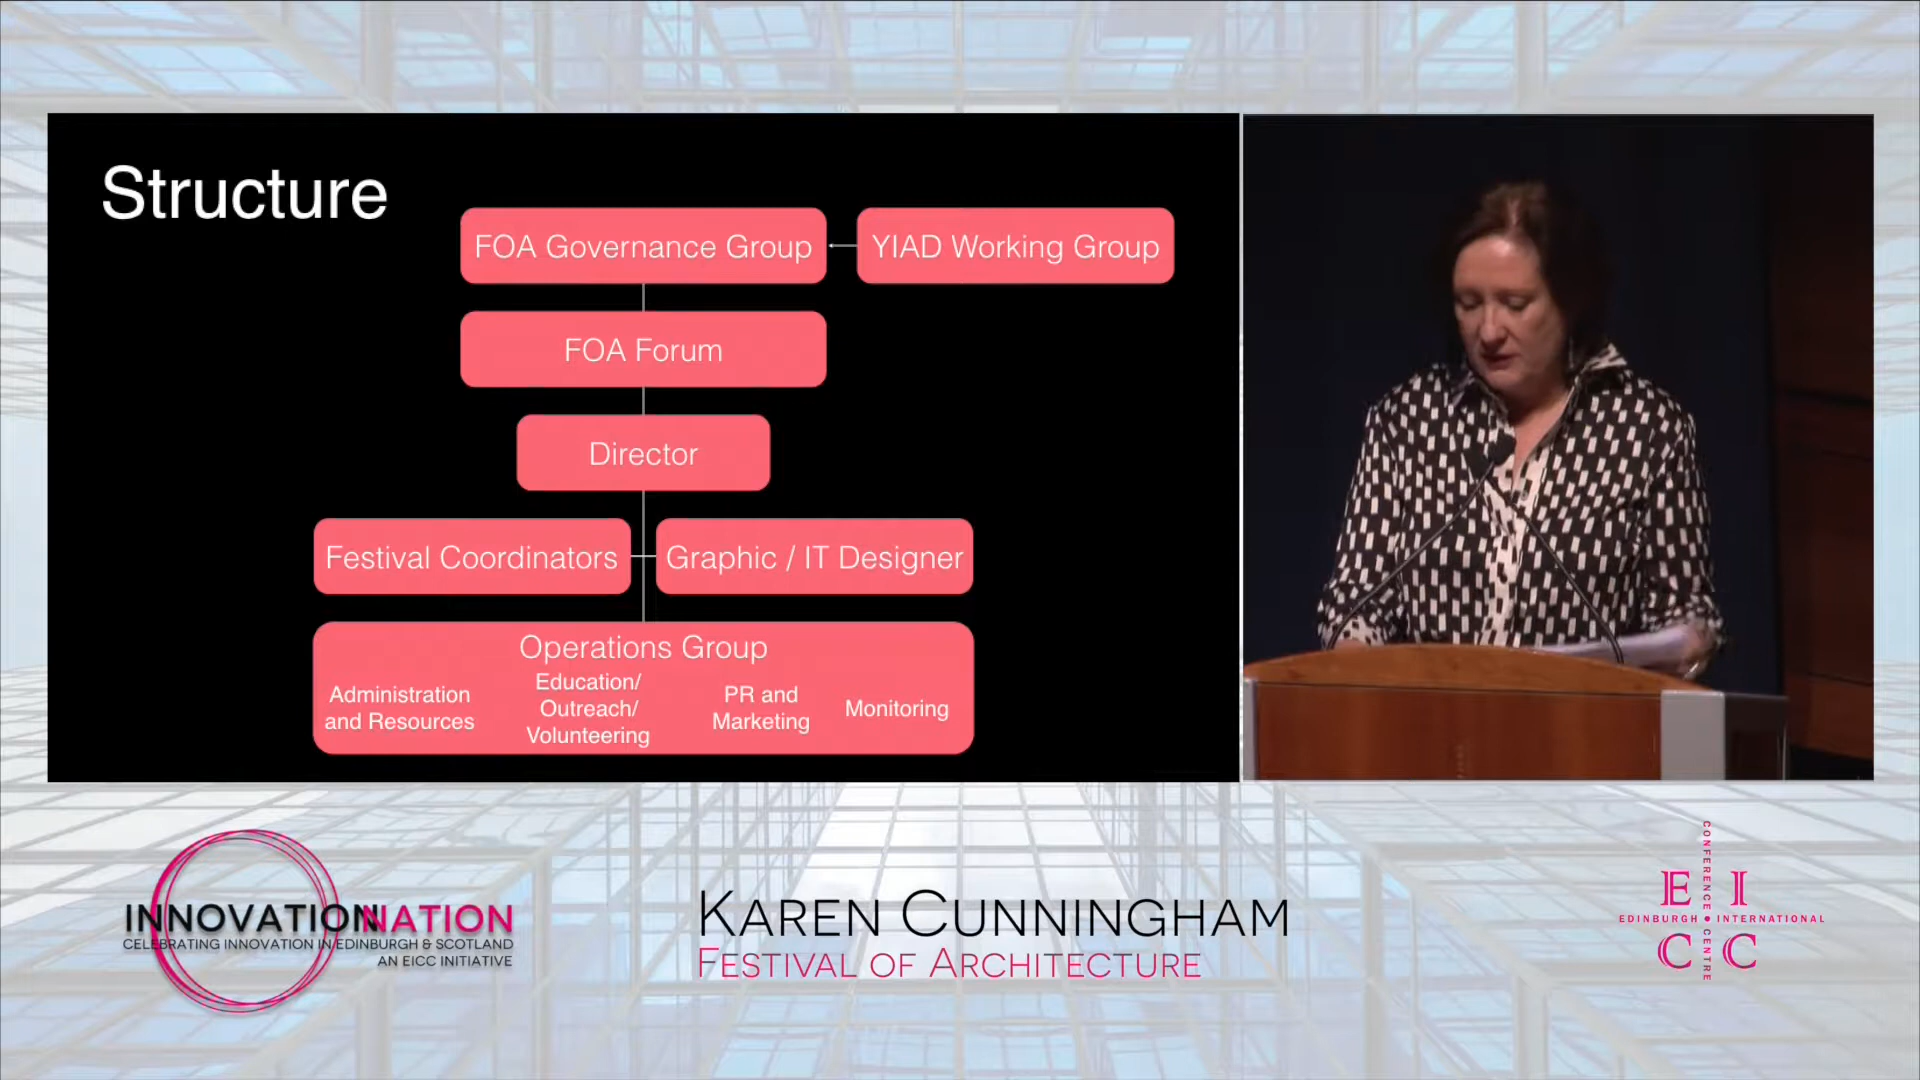 Structure
FOA Governance Group
YIAD Working Group
FOA Forum
Director
Festival Coordinators
Graphic / IT Designer
Operations Group
Administration
and Resources
Education/
Outreach/
Volunteering
PR and
Marketing
Monitoring
INNOVATIONNATION
CELEBRATING INNOVATION IN EDINBURGH & SCOTLAND
AN EICC INITIATIVE
KAREN CUNNINGHAM
FESTIVAL OF ARCHITECTURE
E I
EDINBURGH • INTERNATIONAL
C C
CONFERENCE CENTRE